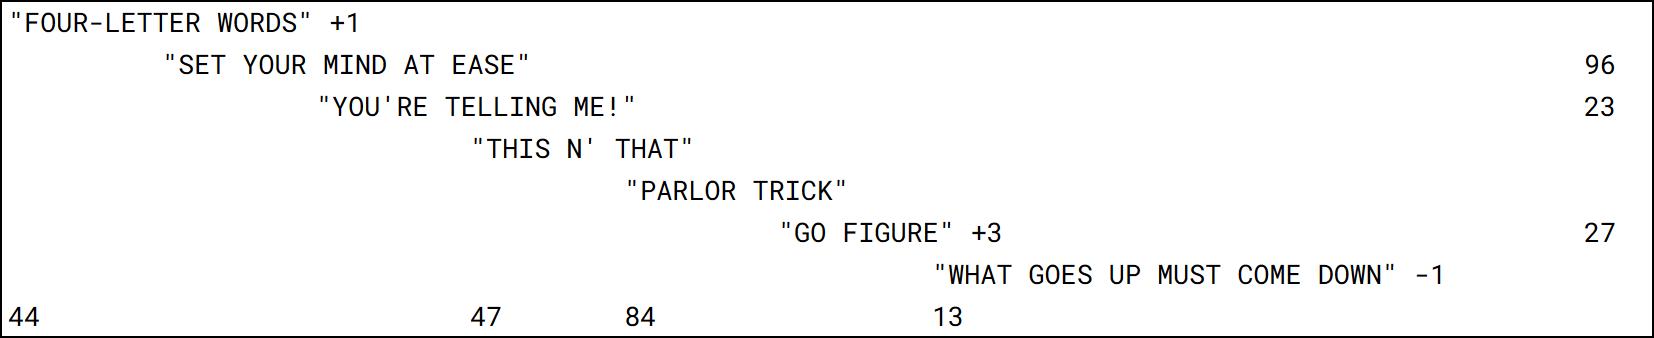 "FOUR-LETTER WORDS" +1
"SET YOUR MIND AT EASE" 96
"YOU'RE TELLING ME!" 23
"THIS N' THAT"
"PARLOR TRICK"
"GO FIGURE" +3 27
"WHAT GOES UP MUST COME DOWN" -1
44 47 84 13